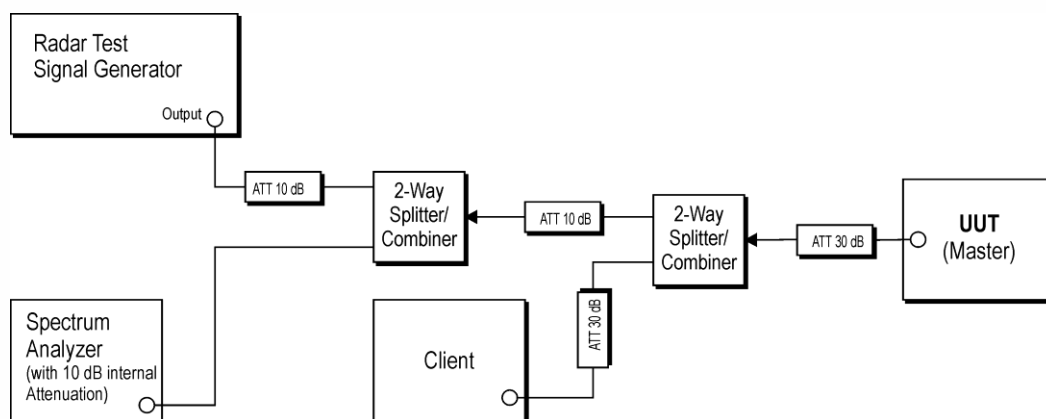 Radar Test
Signal Generator
Output
ATT 10 dB
2-Way
Splitter/
Combiner
ATT 10 dB
2-Way
Splitter/
Combiner
ATT 30 dB
UUT
(Master)
Spectrum
Analyzer
(with 10 dB internal
Attenuation)
Client
ATT 30 dB